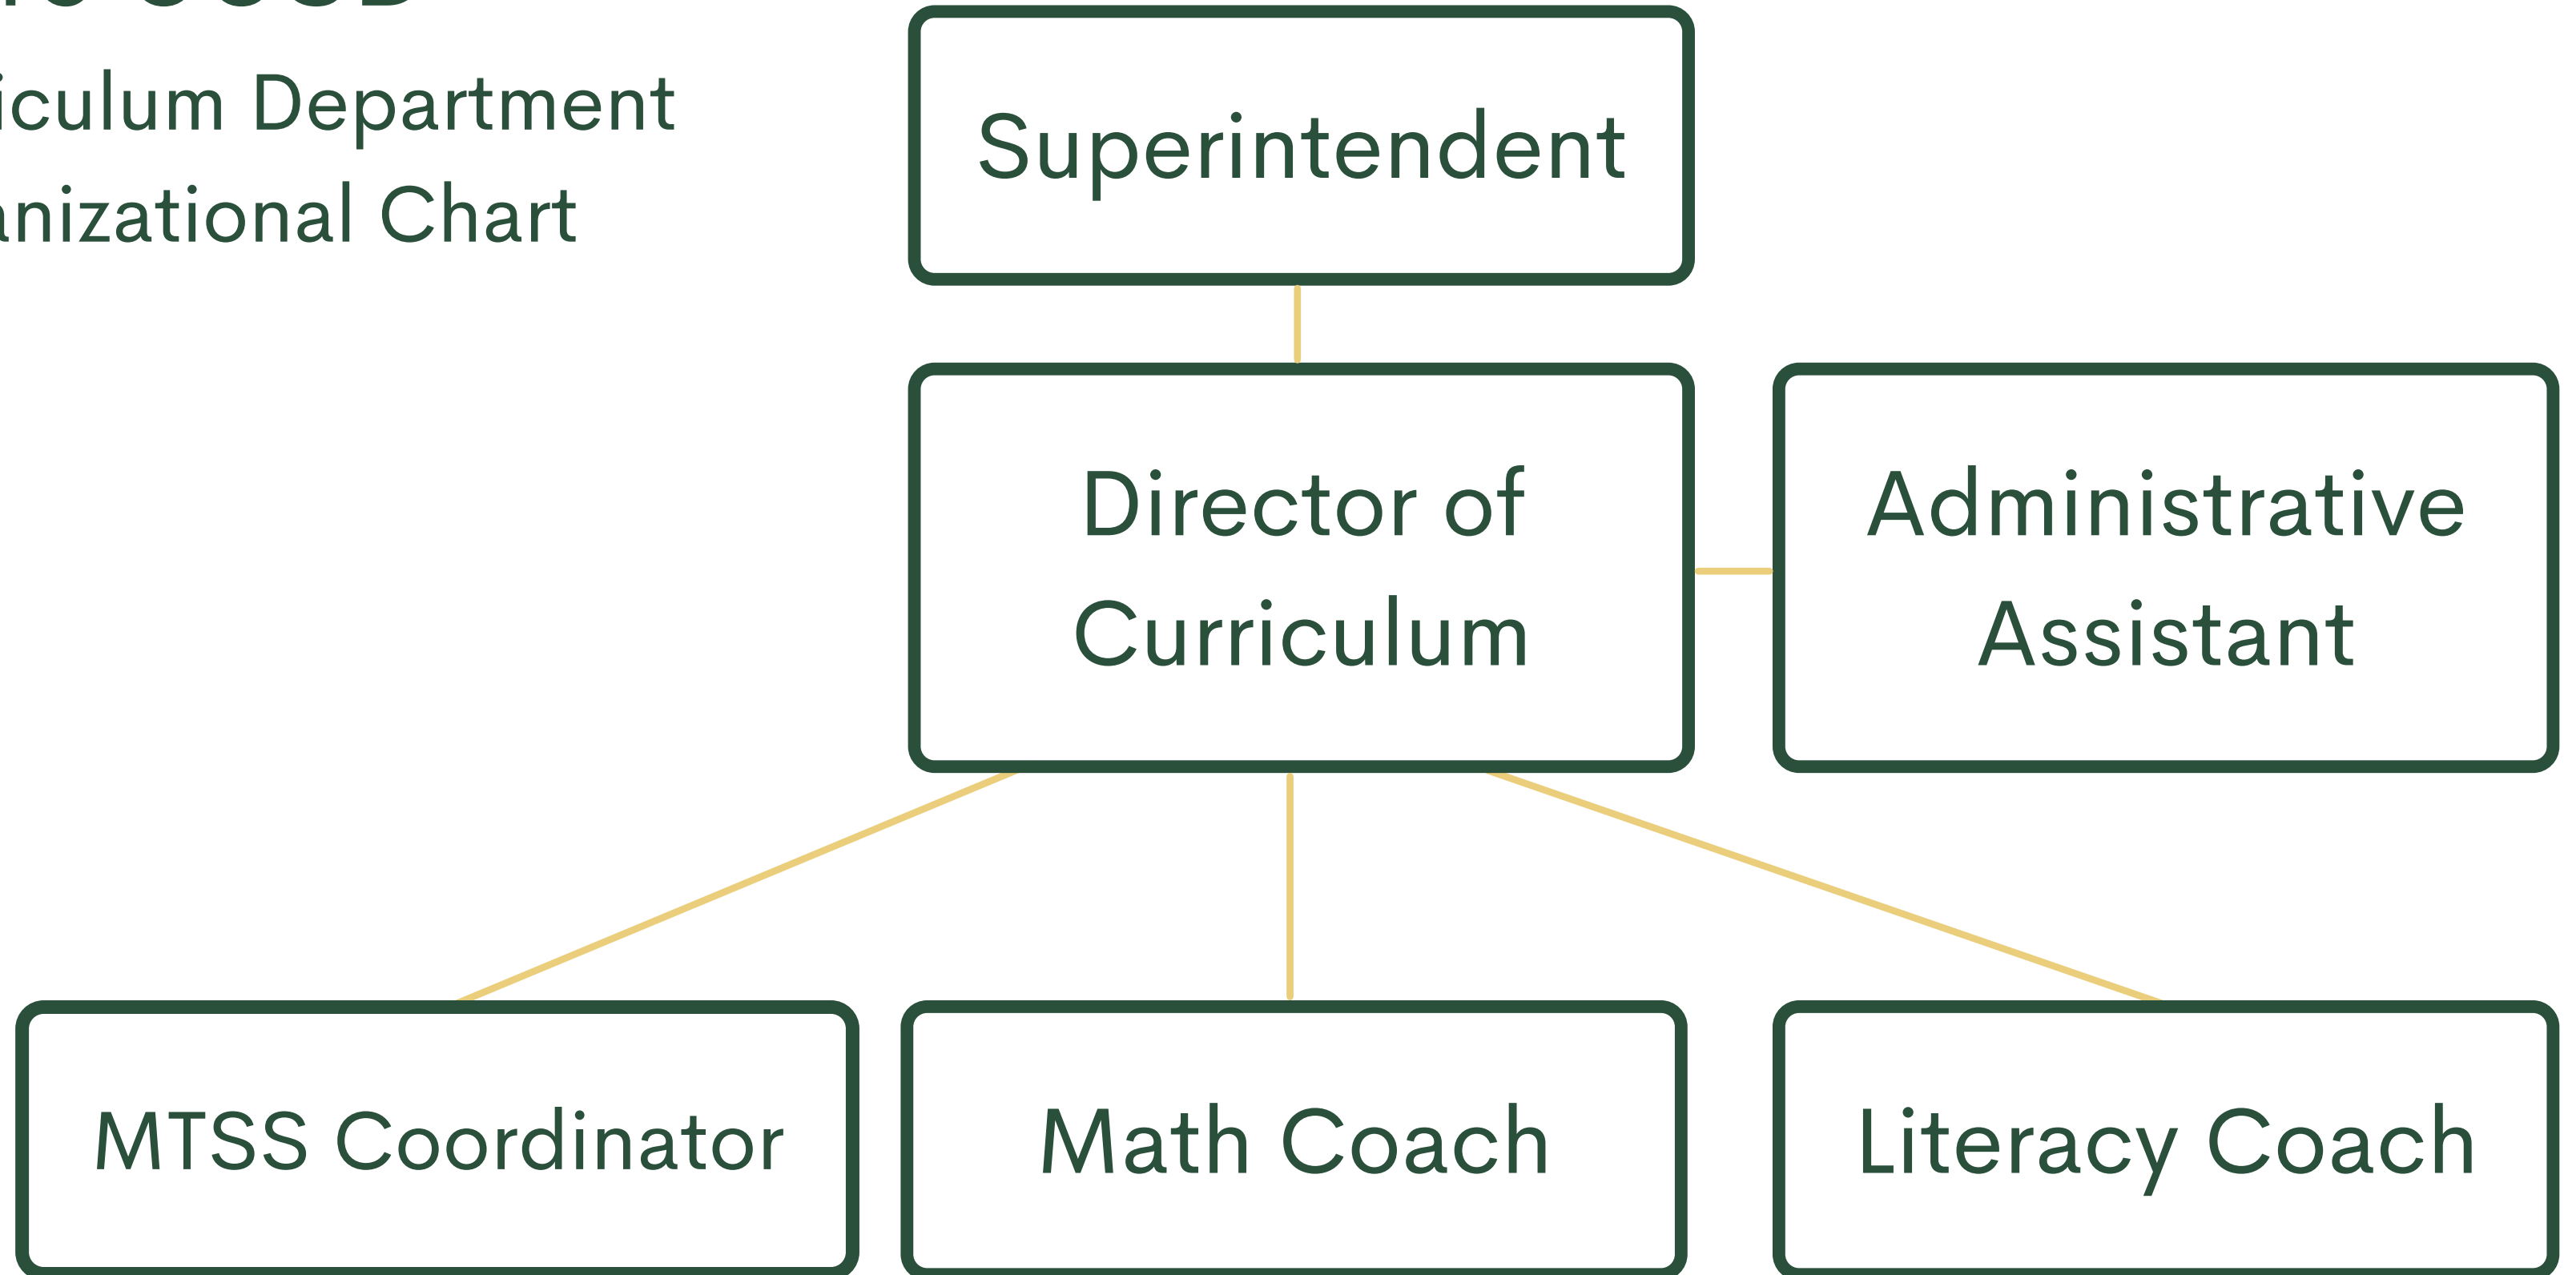 iculum Department
anizational Chart
Superintendent
Director of
Curriculum
Administrative
Assistant
MTSS Coordinator
Math Coach
Literacy Coach